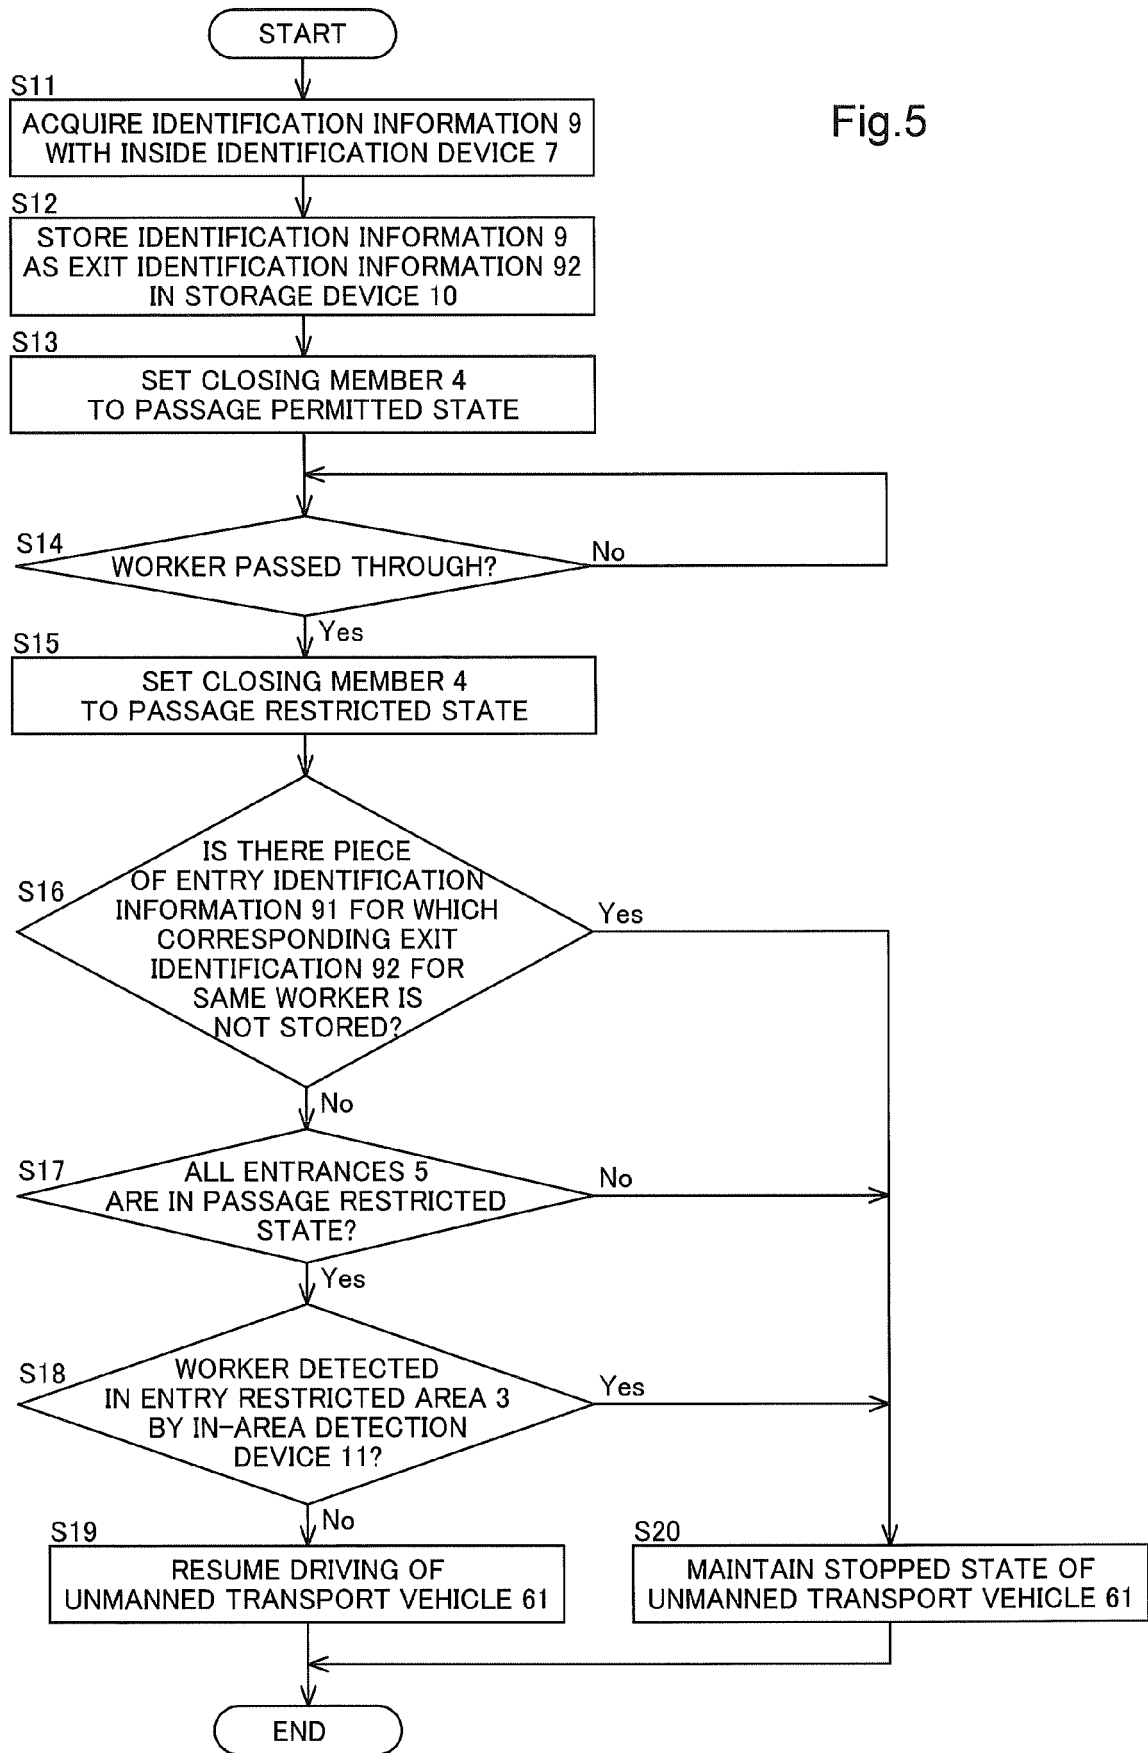 START
Fig.5
S11
ACQUIRE IDENTIFICATION INFORMATION 9
WITH INSIDE IDENTIFICATION DEVICE 7
S12
STORE IDENTIFICATION INFORMATION 9
AS EXIT IDENTIFICATION INFORMATION 92
IN STORAGE DEVICE 10
S13
SET CLOSING MEMBER 4
TO PASSAGE PERMITTED STATE
S14
WORKER PASSED THROUGH?
No
Yes
S15
SET CLOSING MEMBER 4
TO PASSAGE RESTRICTED STATE
S16
IS THERE PIECE
OF ENTRY IDENTIFICATION
INFORMATION 91 FOR WHICH
CORRESPONDING EXIT
IDENTIFICATION 92 FOR
SAME WORKER IS
NOT STORED?
Yes
No
S17
ALL ENTRANCES 5
ARE IN PASSAGE RESTRICTED
STATE?
No
Yes
S18
WORKER DETECTED
IN ENTRY RESTRICTED AREA 3
BY IN-AREA DETECTION
DEVICE 11?
Yes
No
S19
RESUME DRIVING OF
UNMANNED TRANSPORT VEHICLE 61
S20
MAINTAIN STOPPED STATE OF
UNMANNED TRANSPORT VEHICLE 61
END